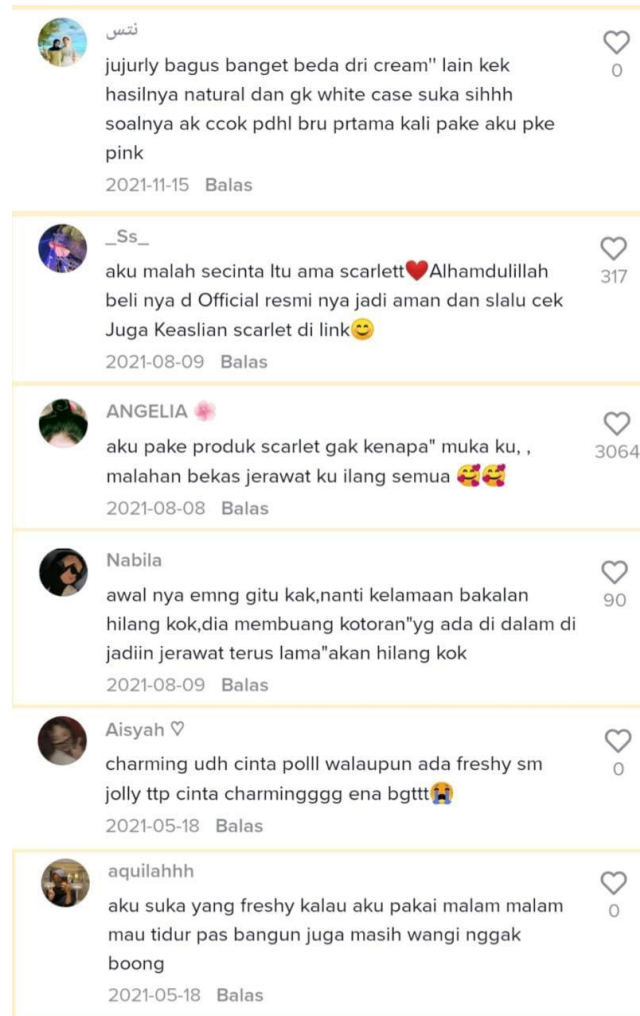 نتس
jujurly bagus banget beda dri cream" lain kek
hasilnya natural dan gk white case suka sihhh
soalnya ak ccok pdhl bru prtama kali pake aku pke
pink
0
2021-11-15 Balas
_Ss_
aku malah secinta Itu ama scarlett❤️Alhamdulillah
beli nya d Official resmi nya jadi aman dan slalu cek
Juga Keaslian scarlet di link😊
317
2021-08-09 Balas
ANGELIA 🌸
aku pake produk scarlet gak kenapa" muka ku, ,
malahan bekas jerawat ku ilang semua 🥰🥰
3064
2021-08-08 Balas
Nabila
awal nya emng gitu kak,nanti kelamaan bakalan
hilang kok,dia membuang kotoran"yg ada di dalam di
jadiin jerawat terus lama"akan hilang kok
90
2021-08-09 Balas
Aisyah ♡
charming udh cinta polll walaupun ada freshy sm
jolly ttp cinta charmingggg ena bgttt😭
0
2021-05-18 Balas
aquilahhh
aku suka yang freshy kalau aku pakai malam malam
mau tidur pas bangun juga masih wangi nggak
boong
0
2021-05-18 Balas